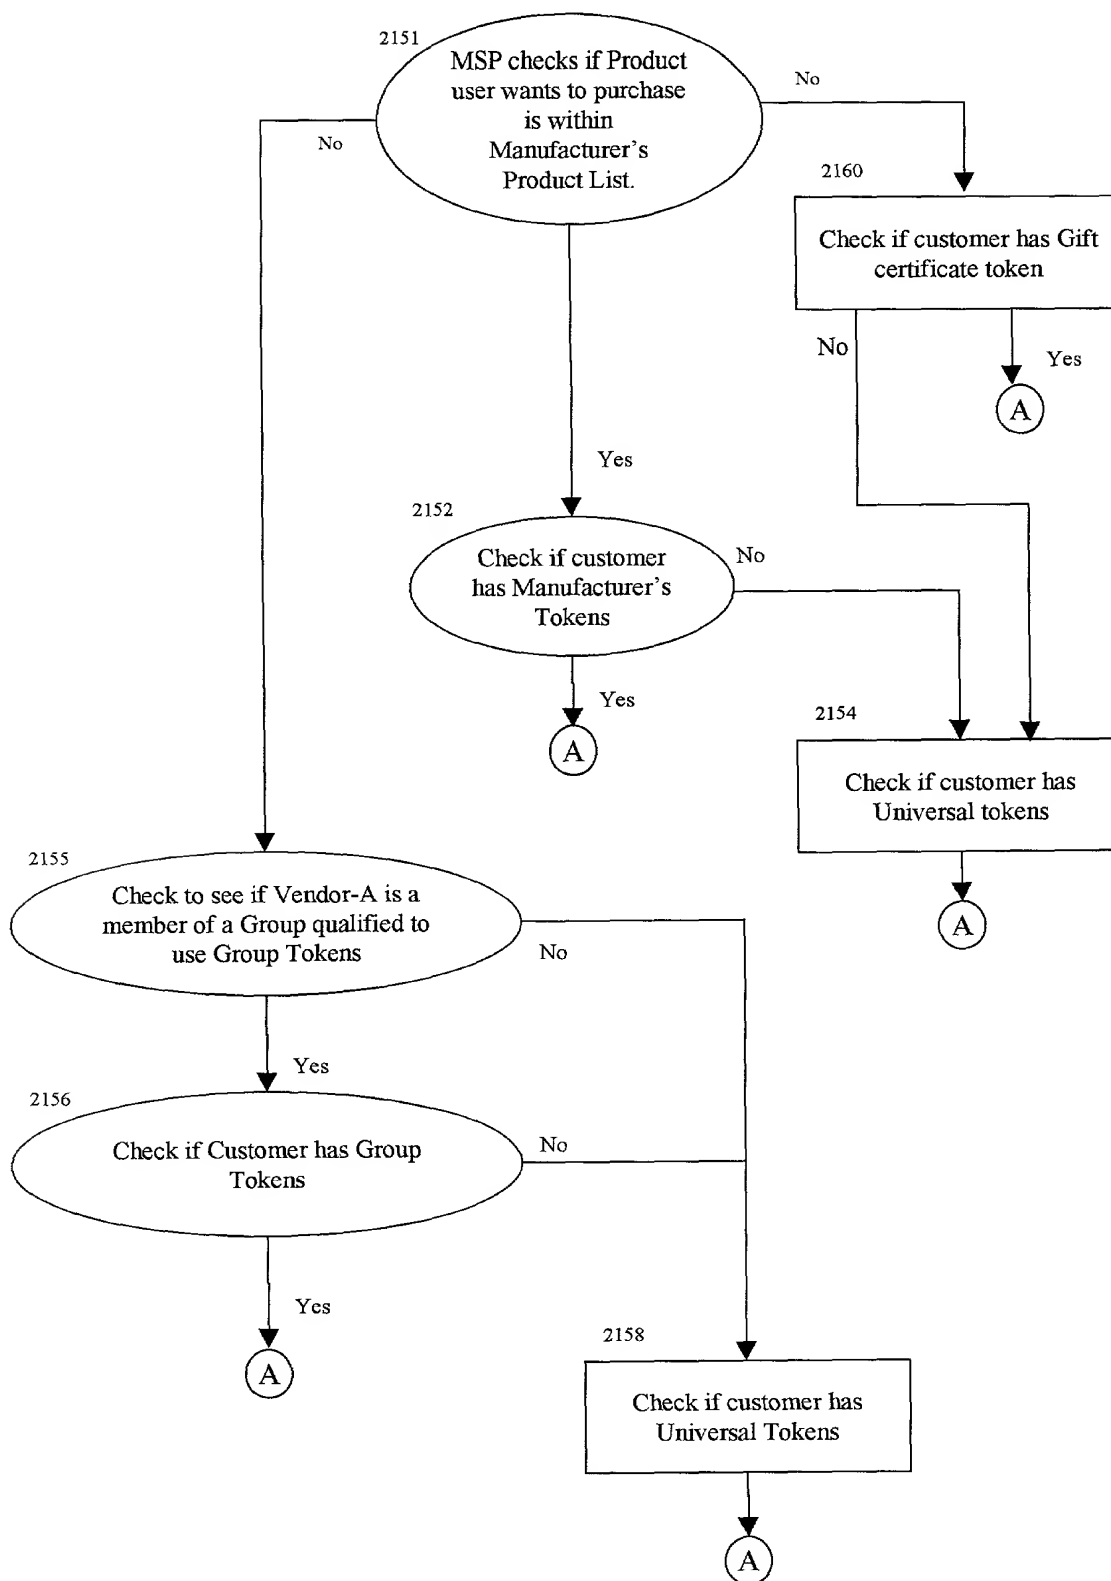 2151
MSP checks if Product
user wants to purchase
is within
Manufacturer's
Product List.
No
No
2160
Check if customer has Gift
certificate token
No
Yes
A
Yes
2152
Check if customer
has Manufacturer's
Tokens
No
Yes
A
2154
Check if customer has
Universal tokens
A
2155
Check to see if Vendor-A is a
member of a Group qualified to
use Group Tokens
No
Yes
2156
Check if Customer has Group
Tokens
No
Yes
A
2158
Check if customer has
Universal Tokens
A